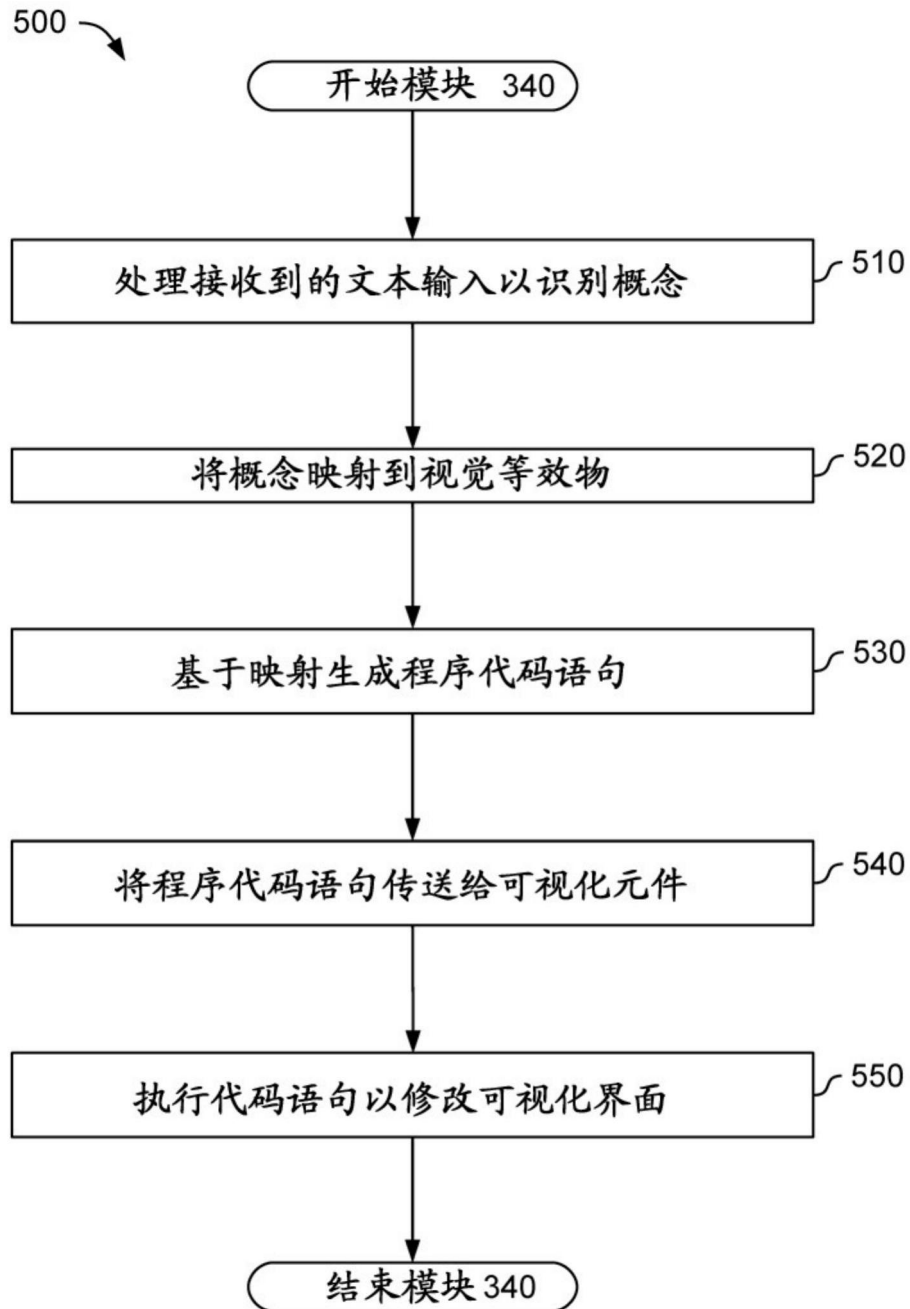 500
开始模块 340
处理接收到的文本输入以识别概念
510
将概念映射到视觉等效物
520
基于映射生成程序代码语句
530
将程序代码语句传送给可视化元件
540
执行代码语句以修改可视化界面
550
结束模块340